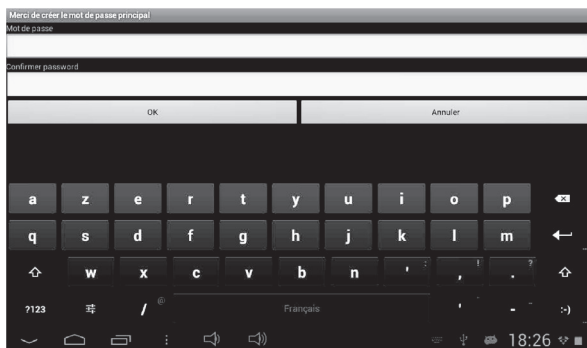 Merci de créer le mot de passe principal
Mot de passe
Confirmer password
OK Annuler
a z e r t y u i o p
q s d f g h j k l m
w x c v b n ' : , ! . ?
?123 / @ Français ' - :-)
18:26